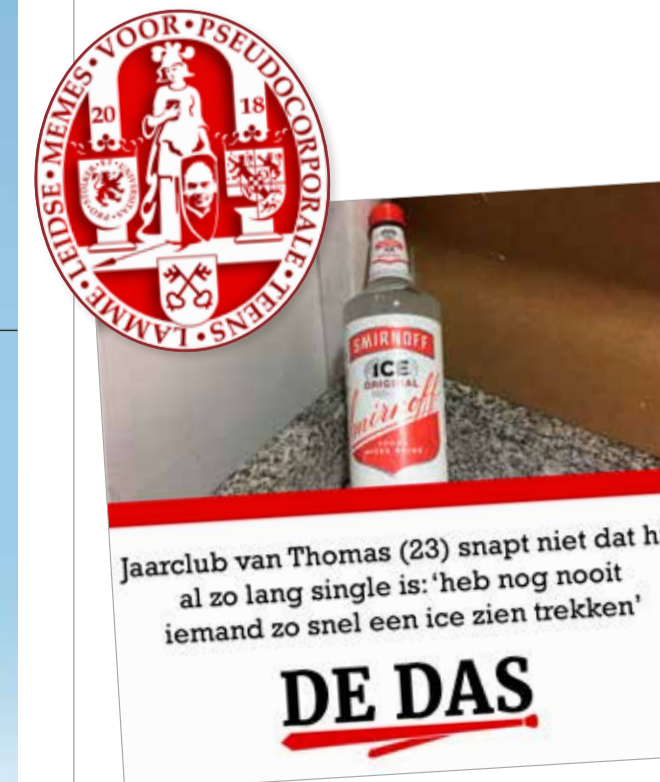 LEIDSE • MEMES • VOOR • PSEUDOCORPORALE • TEENS • LAMME
20 18
SMIRNOFF
ICE
ORIGINAL
Smirnoff
Jaarclub van Thomas (23) snapt niet dat h
al zo lang single is: ‘heb nog nooit
iemand zo snel een ice zien trekken’
DE DAS